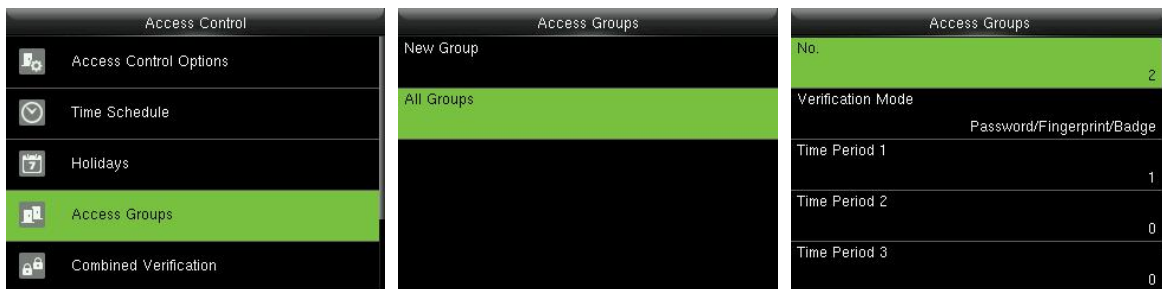 Access Control
Access Control Options
Time Schedule
7
Holidays
Access Groups
Combined Verification
Access Groups
New Group
All Groups
Access Groups
No.
2
Verification Mode
Password/Fingerprint/Badge
Time Period 1
1
Time Period 2
0
Time Period 3
0